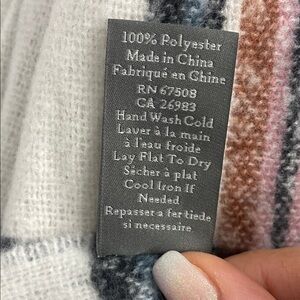 100% Polyester
Made in China
Fabriqué en Chine
RN 67508
CA 26983
Hand Wash Cold
Laver à la main
à l'eau froide
Lay Flat To Dry
Sécher à plat
Cool Iron If
Needed
Repasser a fer tiede
si necessaire